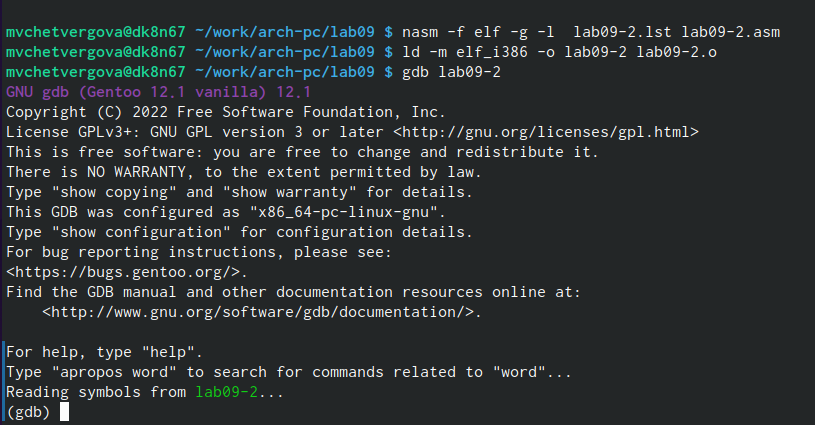 mvchetvergova@dk8n67 ~/work/arch-pc/lab09 $ nasm -f elf -g -l  lab09-2.lst lab09-2.asm
mvchetvergova@dk8n67 ~/work/arch-pc/lab09 $ ld -m elf_i386 -o lab09-2 lab09-2.o
mvchetvergova@dk8n67 ~/work/arch-pc/lab09 $ gdb lab09-2
GNU gdb (Gentoo 12.1 vanilla) 12.1
Copyright (C) 2022 Free Software Foundation, Inc.
License GPLv3+: GNU GPL version 3 or later <http://gnu.org/licenses/gpl.html>
This is free software: you are free to change and redistribute it.
There is NO WARRANTY, to the extent permitted by law.
Type "show copying" and "show warranty" for details.
This GDB was configured as "x86_64-pc-linux-gnu".
Type "show configuration" for configuration details.
For bug reporting instructions, please see:
<https://bugs.gentoo.org/>.
Find the GDB manual and other documentation resources online at:
    <http://www.gnu.org/software/gdb/documentation/>.

For help, type "help".
Type "apropos word" to search for commands related to "word"...
Reading symbols from lab09-2...
(gdb)